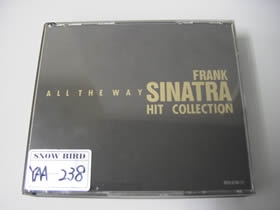 FRANK
ALL THE WAY SINATRA
HIT COLLECTION
SNOW BIRD
YAA-238